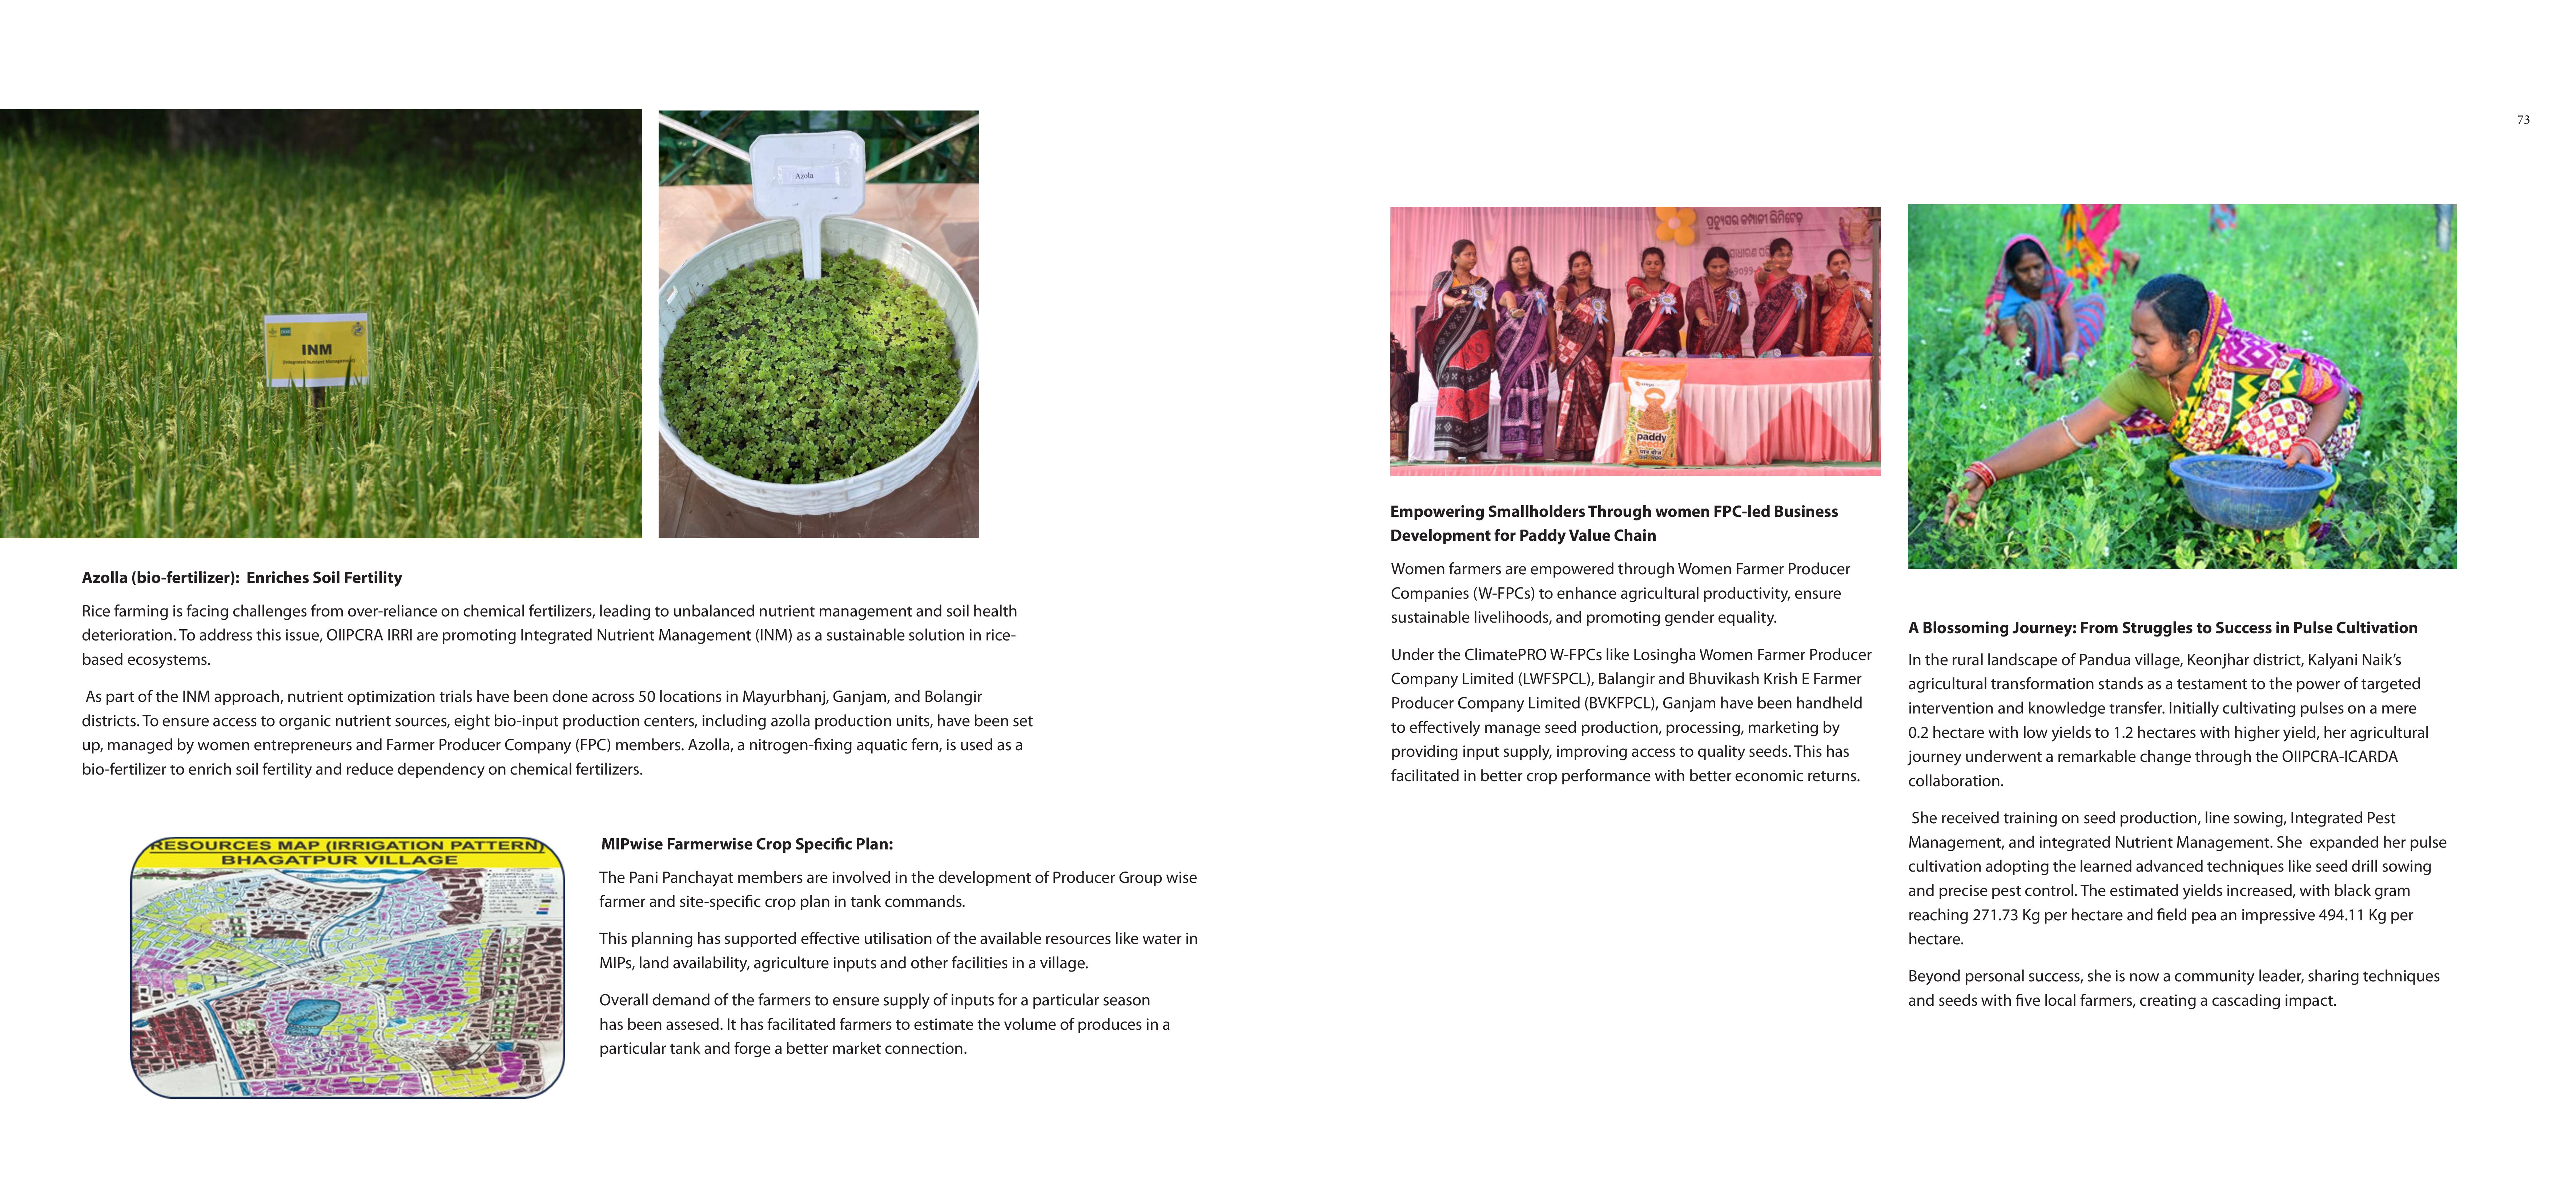 73
INM
(Integrated Nutrient Management)
Azola
Azolla (bio-fertilizer):  Enriches Soil Fertility
Rice farming is facing challenges from over-reliance on chemical fertilizers, leading to unbalanced nutrient management and soil health
deterioration. To address this issue, OIIPCRA IRRI are promoting Integrated Nutrient Management (INM) as a sustainable solution in rice-
based ecosystems.
As part of the INM approach, nutrient optimization trials have been done across 50 locations in Mayurbhanj, Ganjam, and Bolangir
districts. To ensure access to organic nutrient sources, eight bio-input production centers, including azolla production units, have been set
up, managed by women entrepreneurs and Farmer Producer Company (FPC) members. Azolla, a nitrogen-fixing aquatic fern, is used as a
bio-fertilizer to enrich soil fertility and reduce dependency on chemical fertilizers.
RESOURCES MAP (IRRIGATION PATTERN)
BHAGATPUR VILLAGE
MIPwise Farmerwise Crop Specific Plan:
The Pani Panchayat members are involved in the development of Producer Group wise
farmer and site-specific crop plan in tank commands.
This planning has supported effective utilisation of the available resources like water in
MIPs, land availability, agriculture inputs and other facilities in a village.
Overall demand of the farmers to ensure supply of inputs for a particular season
has been assesed. It has facilitated farmers to estimate the volume of produces in a
particular tank and forge a better market connection.
ପ୍ରଡ୍ୟୁସର କମ୍ପାନୀ ଲିମିଟେଡ଼
paddy
seeds
Empowering Smallholders Through women FPC-led Business
Development for Paddy Value Chain
Women farmers are empowered through Women Farmer Producer
Companies (W-FPCs) to enhance agricultural productivity, ensure
sustainable livelihoods, and promoting gender equality.
Under the ClimatePRO W-FPCs like Losingha Women Farmer Producer
Company Limited (LWFSPCL), Balangir and Bhuvikash Krish E Farmer
Producer Company Limited (BVKFPCL), Ganjam have been handheld
to effectively manage seed production, processing, marketing by
providing input supply, improving access to quality seeds. This has
facilitated in better crop performance with better economic returns.
A Blossoming Journey: From Struggles to Success in Pulse Cultivation
In the rural landscape of Pandua village, Keonjhar district, Kalyani Naik’s
agricultural transformation stands as a testament to the power of targeted
intervention and knowledge transfer. Initially cultivating pulses on a mere
0.2 hectare with low yields to 1.2 hectares with higher yield, her agricultural
journey underwent a remarkable change through the OIIPCRA-ICARDA
collaboration.
She received training on seed production, line sowing, Integrated Pest
Management, and integrated Nutrient Management. She  expanded her pulse
cultivation adopting the learned advanced techniques like seed drill sowing
and precise pest control. The estimated yields increased, with black gram
reaching 271.73 Kg per hectare and field pea an impressive 494.11 Kg per
hectare.
Beyond personal success, she is now a community leader, sharing techniques
and seeds with five local farmers, creating a cascading impact.